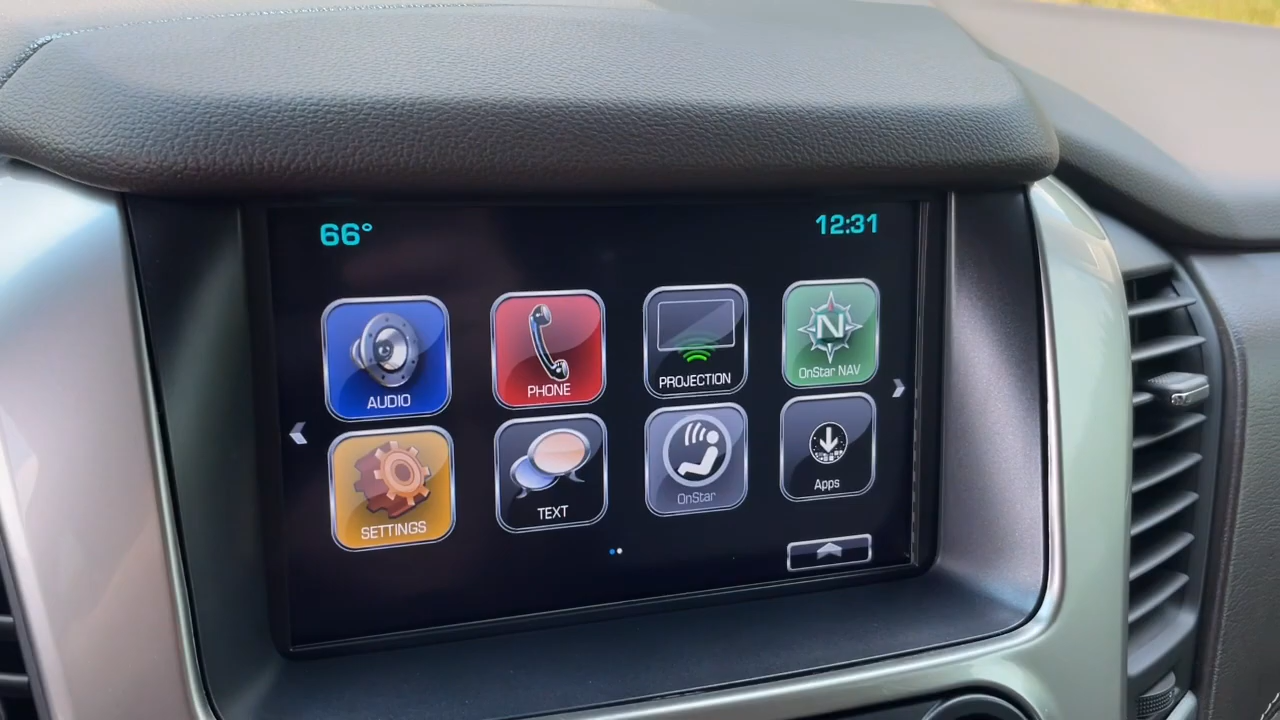 66°
12:31
AUDIO
PHONE
PROJECTION
N
OnStar NAV
SETTINGS
TEXT
OnStar
Apps